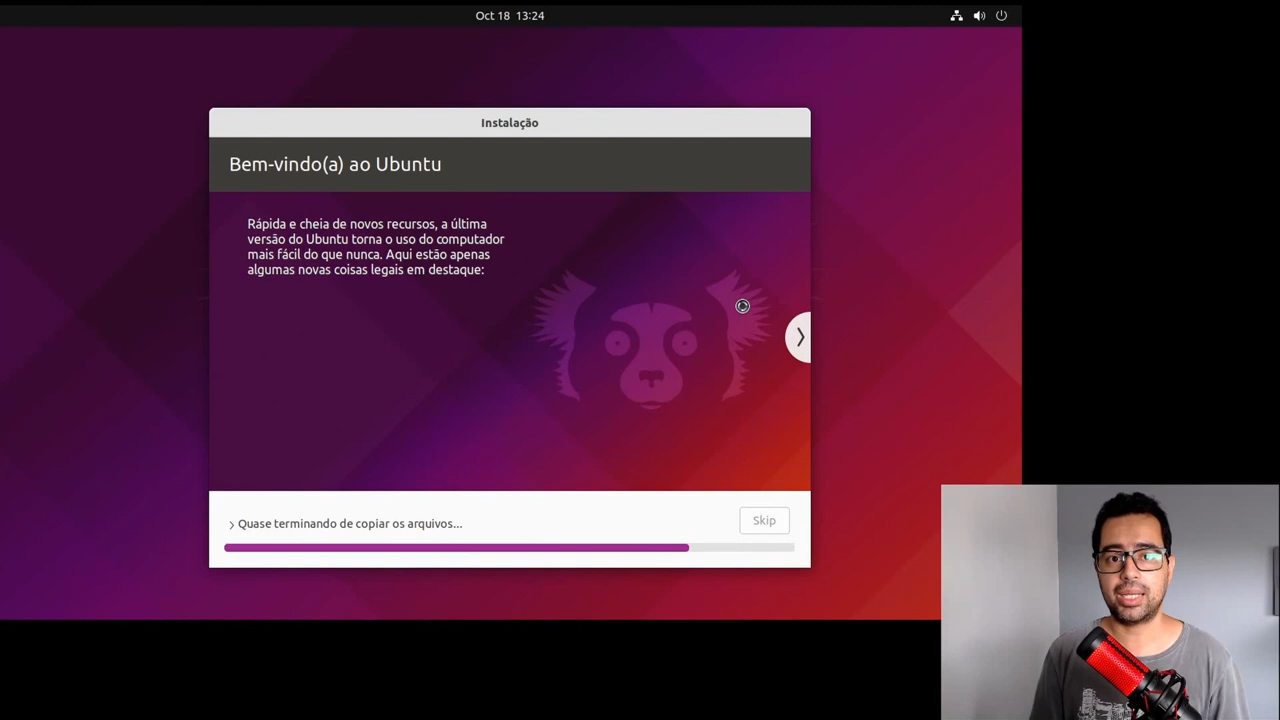 Oct 18 13:24
Instalação
Bem-vindo(a) ao Ubuntu
Rápida e cheia de novos recursos, a última
versão do Ubuntu torna o uso do computador
mais fácil do que nunca. Aqui estão apenas
algumas novas coisas legais em destaque:
Quase terminando de copiar os arquivos...
Skip